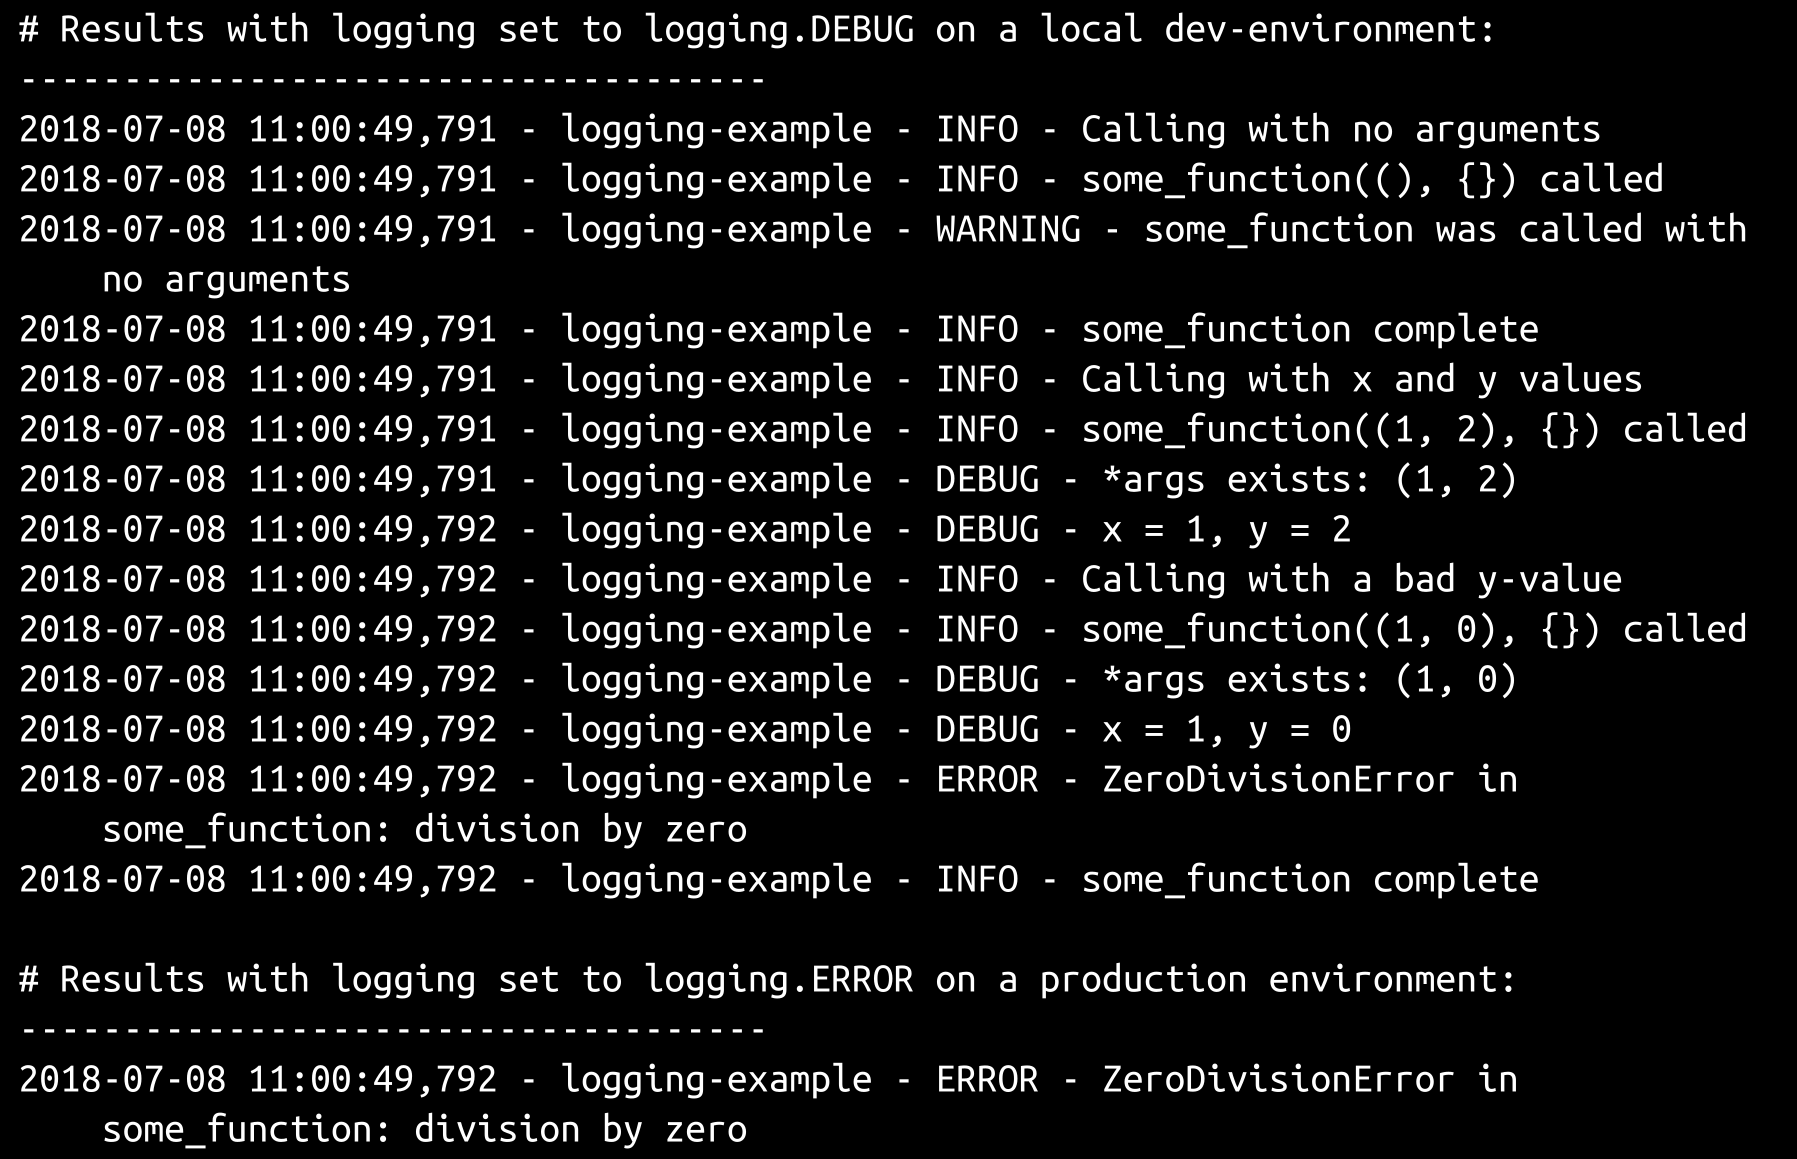 # Results with logging set to logging.DEBUG on a local dev-environment:
------------------------------------
2018-07-08 11:00:49,791 - logging-example - INFO - Calling with no arguments
2018-07-08 11:00:49,791 - logging-example - INFO - some_function((), {}) called
2018-07-08 11:00:49,791 - logging-example - WARNING - some_function was called with
    no arguments
2018-07-08 11:00:49,791 - logging-example - INFO - some_function complete
2018-07-08 11:00:49,791 - logging-example - INFO - Calling with x and y values
2018-07-08 11:00:49,791 - logging-example - INFO - some_function((1, 2), {}) called
2018-07-08 11:00:49,791 - logging-example - DEBUG - *args exists: (1, 2)
2018-07-08 11:00:49,792 - logging-example - DEBUG - x = 1, y = 2
2018-07-08 11:00:49,792 - logging-example - INFO - Calling with a bad y-value
2018-07-08 11:00:49,792 - logging-example - INFO - some_function((1, 0), {}) called
2018-07-08 11:00:49,792 - logging-example - DEBUG - *args exists: (1, 0)
2018-07-08 11:00:49,792 - logging-example - DEBUG - x = 1, y = 0
2018-07-08 11:00:49,792 - logging-example - ERROR - ZeroDivisionError in
    some_function: division by zero
2018-07-08 11:00:49,792 - logging-example - INFO - some_function complete

# Results with logging set to logging.ERROR on a production environment:
------------------------------------
2018-07-08 11:00:49,792 - logging-example - ERROR - ZeroDivisionError in
    some_function: division by zero